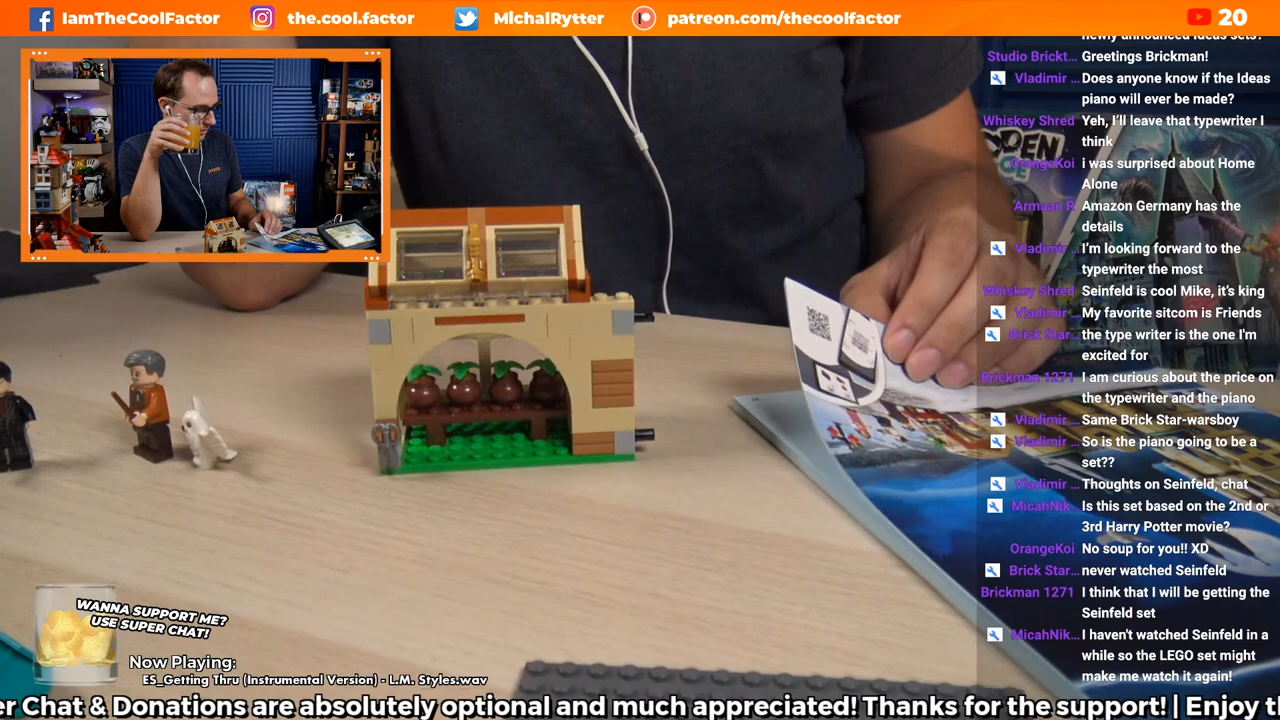 IamTheCoolFactor
the.cool.factor
MichalRytter
patreon.com/thecoolfactor
20
newly announced Ideas sets?
Studio Brickt... Greetings Brickman!
Vladimir ... Does anyone know if the Ideas
piano will ever be made?
Whiskey Shred Yeh, I'll leave that typewriter I
think
OrangeKoi i was surprised about Home
Alone
Armaan R Amazon Germany has the
details
Vladimir ... I'm looking forward to the
typewriter the most
Whiskey Shred Seinfeld is cool Mike, it's king
Vladimir ... My favorite sitcom is Friends
Brick Star... the type writer is the one I'm
excited for
Brickman 1271 I am curious about the price on
the typewriter and the piano
Vladimir ... Same Brick Star-warsboy
Vladimir ... So is the piano going to be a
set??
Vladimir ... Thoughts on Seinfeld, chat
MicahNik... Is this set based on the 2nd or
3rd Harry Potter movie?
OrangeKoi No soup for you!! XD
Brick Star... never watched Seinfeld
Brickman 1271 I think that I will be getting the
Seinfeld set
MicahNik... I haven't watched Seinfeld in a
while so the LEGO set might
make me watch it again!
WANNA SUPPORT ME?
USE SUPER CHAT!
Now Playing:
ES_Getting Thru (Instrumental Version) - L.M. Styles.wav
er Chat & Donations are absolutely optional and much appreciated! Thanks for the support! | Enjoy t